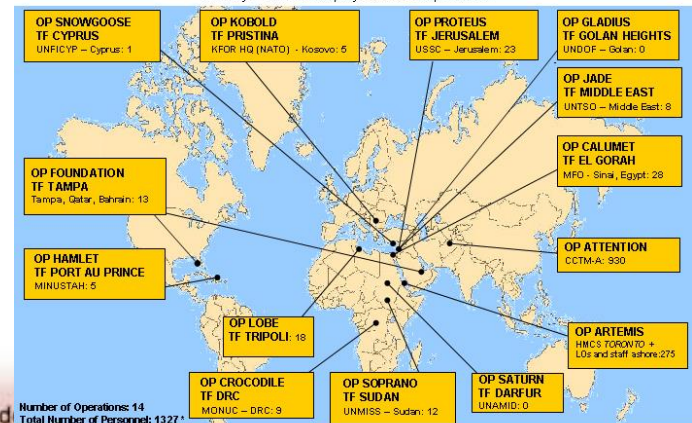 OP SNOWGOOSE
TF CYPRUS
UNFICYP – Cyprus: 1
OP KOBOLD
TF PRISTINA
KFOR HQ (NATO) - Kosovo: 5
OP PROTEUS
TF JERUSALEM
USSC – Jerusalem: 23
OP GLADIUS
TF GOLAN HEIGHTS
UNDOF – Golan: 0
OP JADE
TF MIDDLE EAST
UNTSO – Middle East: 8
OP CALUMET
TF EL GORAH
MFO - Sinai, Egypt: 28
OP FOUNDATION
TF TAMPA
Tampa, Qatar, Bahrain: 13
OP ATTENTION
CCTM-A: 930
OP HAMLET
TF PORT AU PRINCE
MINUSTAH: 5
OP LOBE
TF TRIPOLI: 18
OP ARTEMIS
HMCS TORONTO +
LOs and staff ashore:275
OP CROCODILE
TF DRC
MONUC – DRC: 9
OP SOPRANO
TF SUDAN
UNMISS – Sudan: 12
OP SATURN
TF DARFUR
UNAMID: 0
Number of Operations: 14
Total Number of Personnel: 1327*